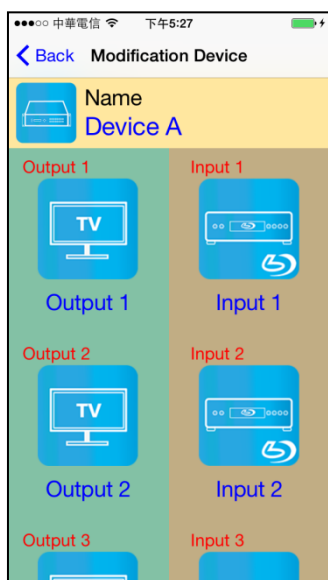 中華電信 下午5:27
Back Modification Device
Name
Device A
Output 1 Input 1
TV
Output 1 Input 1
Output 2 Input 2
TV
Output 2 Input 2
Output 3 Input 3